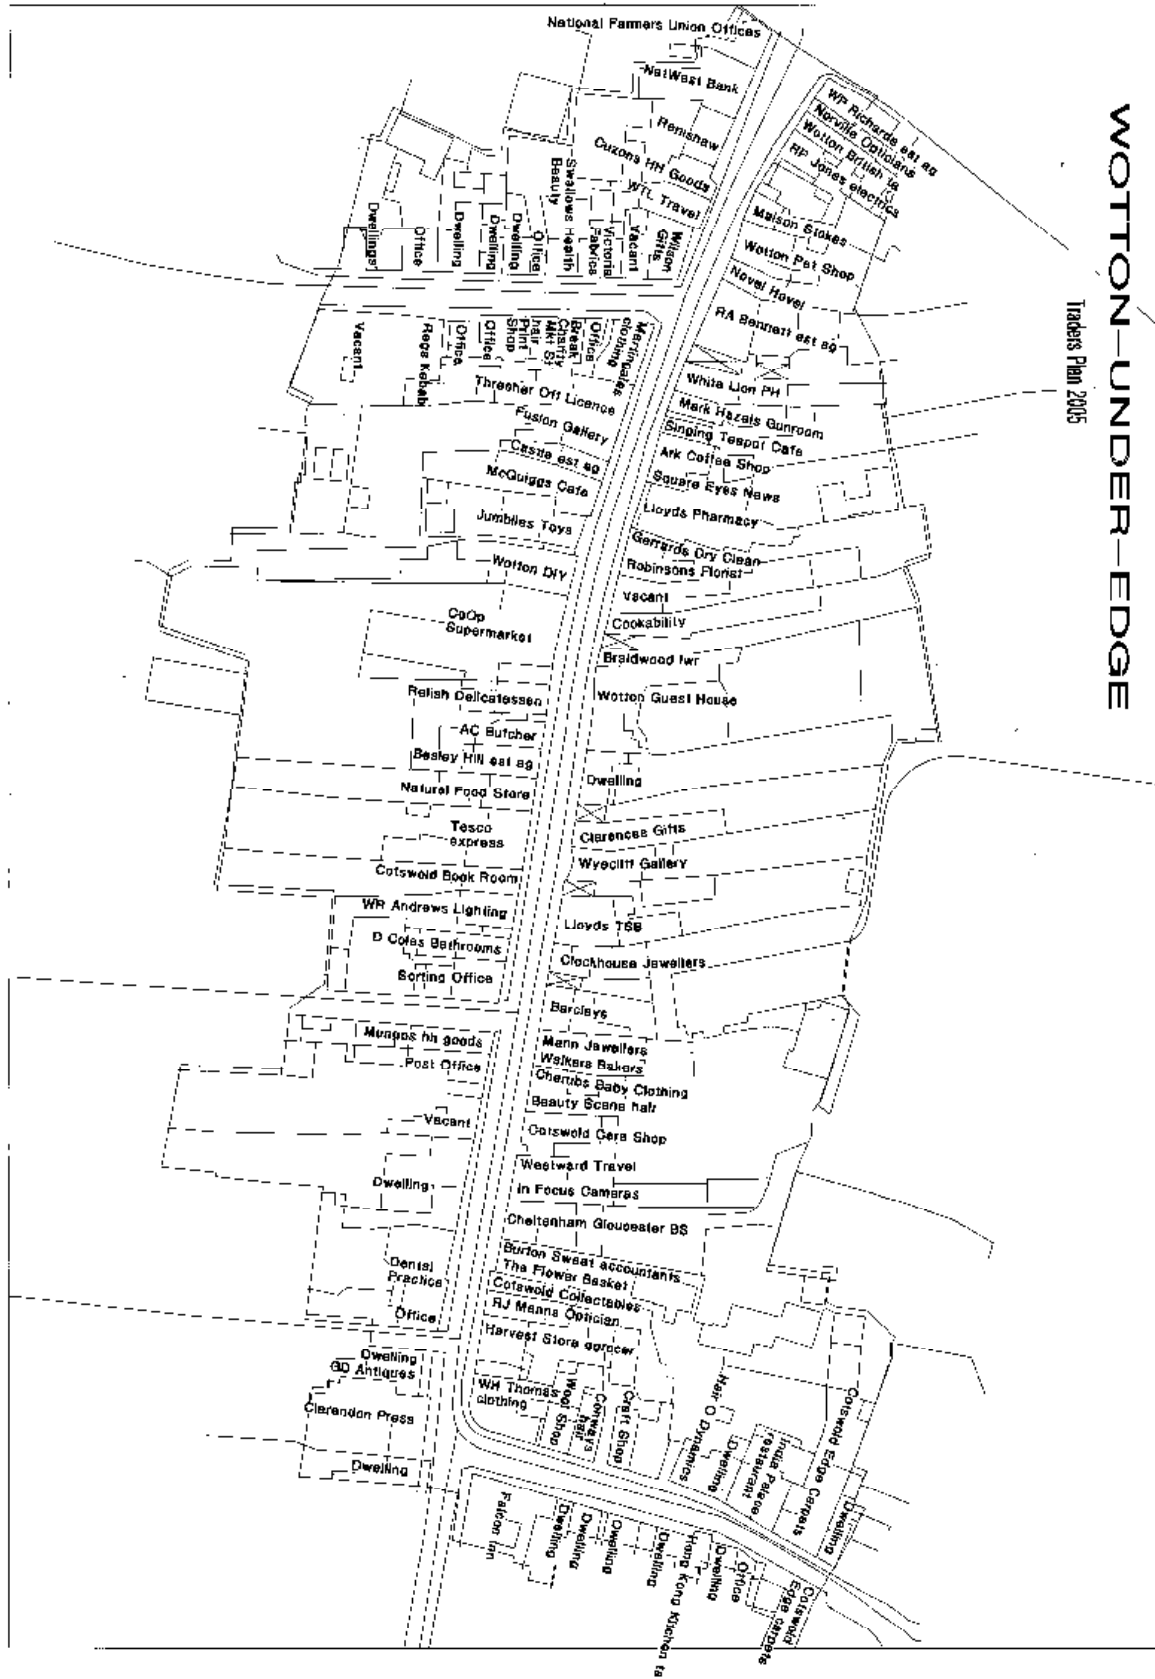 WOTTON-UNDER-EDGE
Traders Plan 2005
National Farmers Union Offices
NatWest Bank
Renishaw
Cuzons HH Goods
WTL Travel
Wilson
Gifts
Vacant
Victoria
Fabrics
Swallows Health
Beauty
Office
Dwelling
Dwelling
Dwelling
Office
Dwellings
WP Richards est ag
Norville Opticians
Wotton British ta
RP Jones electrics
Maison Stokes
Wotton Pet Shop
Novel Hovel
RA Bennett est ag
White Lion PH
Mark Hazels Gunroom
Singing Teapot Cafe
Ark Coffee Shop
Square Eyes News
Lloyds Pharmacy
Gerrards Dry Clean
Robinsons Florist
Vacant
Cookability
Braidwood lwr
Wotton Guest House
Dwelling
Clarences Gifts
Wyecliff Gallery
Lloyds TSB
Clockhouse Jewellers
Barclays
Mann Jewellers
Walkers Bakers
Cherubs Baby Clothing
Beauty Scene hair
Cotswold Care Shop
Westward Travel
In Focus Cameras
Cheltenham Gloucester BS
Burton Sweet accountants
The Flower Basket
Cotswold Collectables
RJ Manns Optician
Harvest Store gorocer
WH Thomas
clothing
Wool Shop
Conways
hair
Craft Shop
Hair O Dynamics
Dwelling
India Palace
restaurant
Cotswold Edge Carpets
Dwelling
Martingales
clothing
Office
Break
Charity
Mkt St
hair
Print
Shop
Office
Office
Regs Kebab
Vacant
Thresher Off Licence
Fusion Gallery
Castle est ag
McQuiggs Cafe
Jumblies Toys
Wotton DIY
CoOp
Supermarket
Relish Delicatessen
AC Butcher
Besley Hill est ag
Natural Food Store
Tesco
express
Cotswold Book Room
WR Andrews Lighting
D Coles Bathrooms
Sorting Office
Mungos hh goods
Post Office
Vacant
Dwelling
Dental
Practice
Office
Dwelling
GD Antiques
Clarendon Press
Dwelling
Falcon Inn
Dwelling
Dwelling
Dwelling
Dwelling
Hong Kong Kitchen ta
Dwelling
Office
Cotswold
Edge carpets